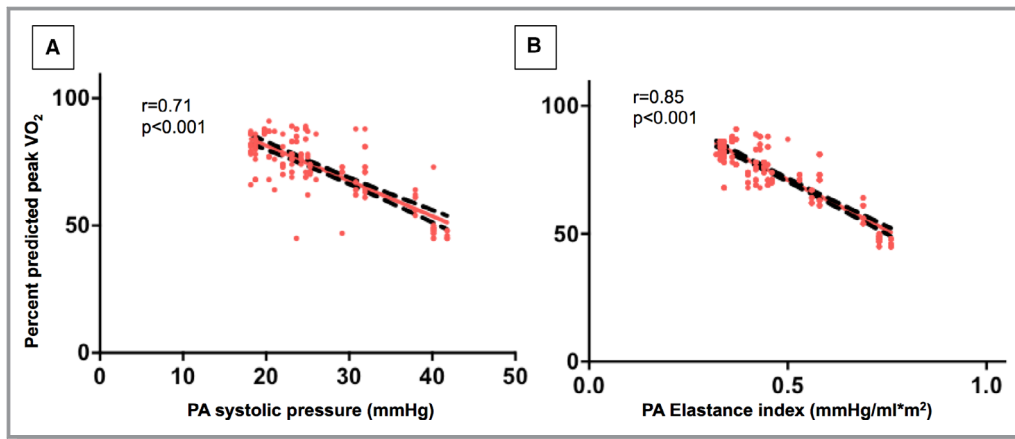 A
B
r=0.71
p<0.001
r=0.85
p<0.001
Percent predicted peak VO2
100
50
0
0 10 20 30 40 50
PA systolic pressure (mmHg)
100
50
0
0.0 0.5 1.0
PA Elastance index (mmHg/ml*m²)